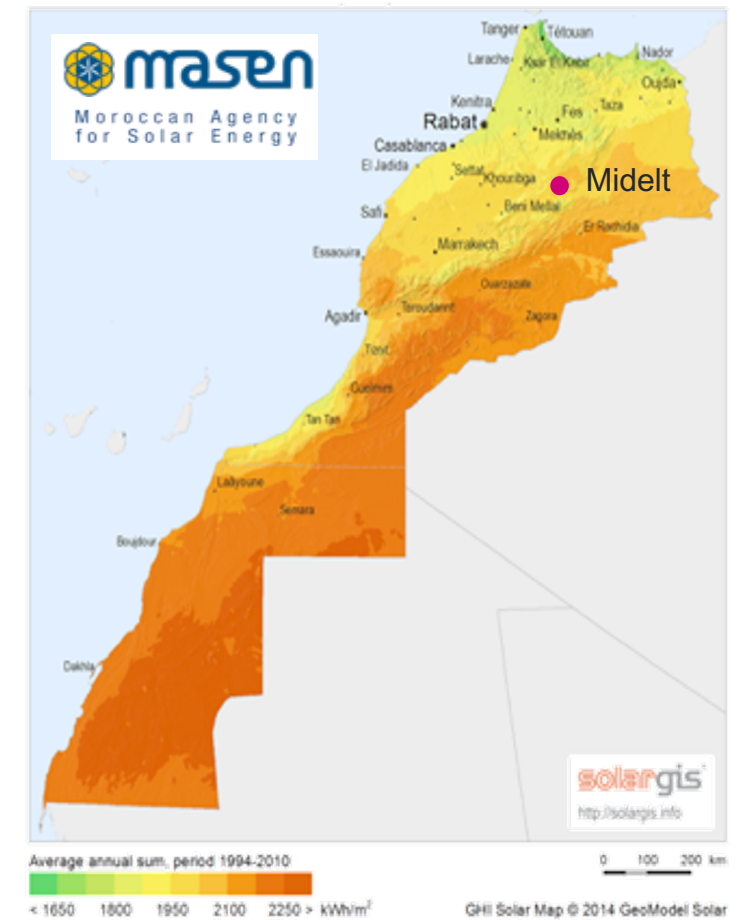 masen
Moroccan Agency
for Solar Energy
Tanger
Tétouan
Larache
Ksar El Kebir
Nador
Oujda
Kenitra
Fes
Taza
Rabat
Meknès
Casablanca
El Jadida
Settat
Khouribga
Midelt
Safi
Beni Mellal
Er Rachidia
Marrakech
Essaouira
Ouarzazate
Taroudannt
Agadir
Zagora
Tiznit
Guelmim
Tan Tan
Laâyoune
Semara
Boujdour
Dakhla
solargis
http://solargis.info
Average annual sum, period 1994-2010
0 100 200 km
< 1650 1800 1950 2100 2250 > kWh/m²
GHI Solar Map © 2014 GeoModel Solar